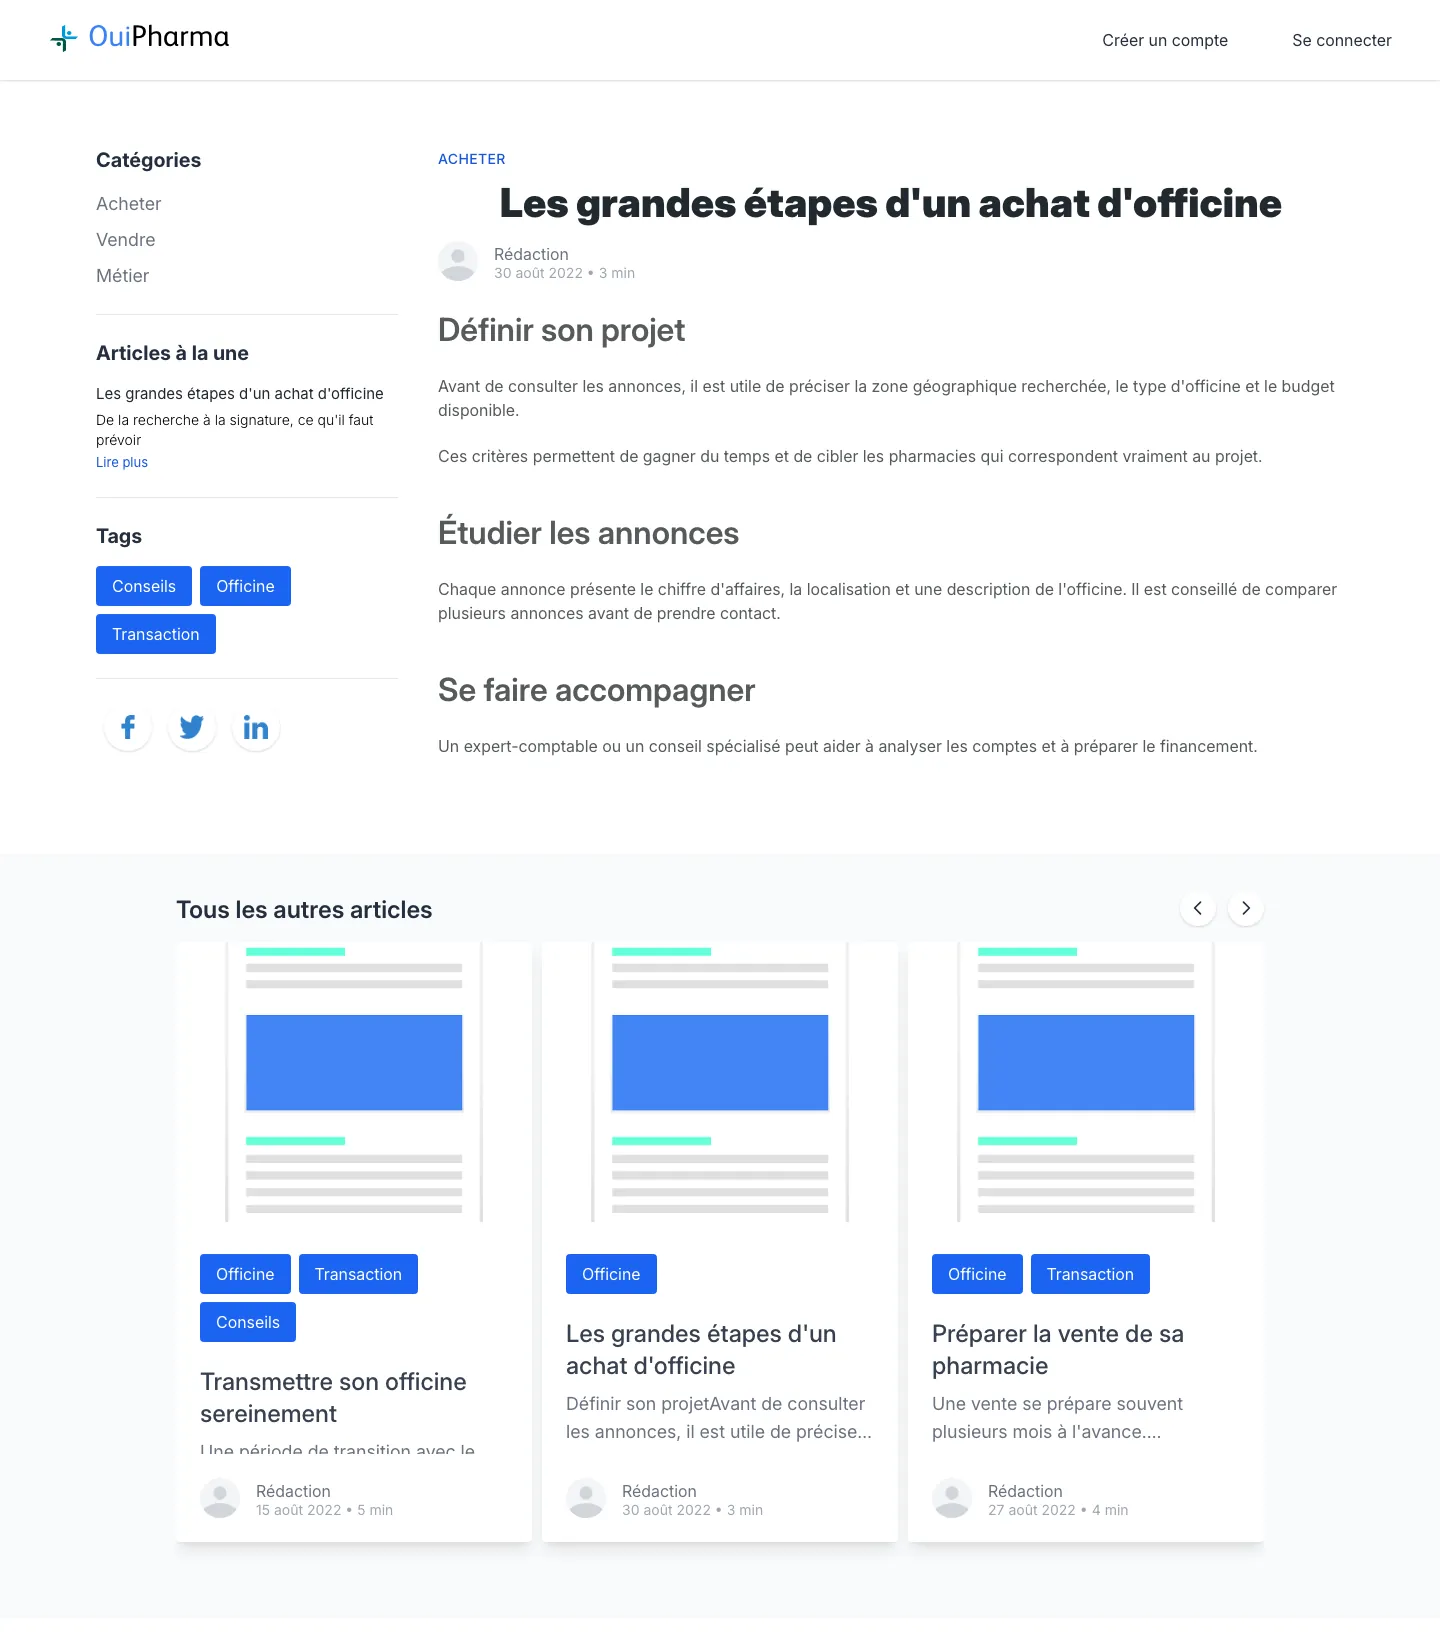 OuiPharma
Créer un compte
Se connecter
Catégories
Acheter
Vendre
Métier
Articles à la une
Les grandes étapes d'un achat d'officine
De la recherche à la signature, ce qu'il faut
prévoir
Lire plus
Tags
Conseils
Officine
Transaction
ACHETER
Les grandes étapes d'un achat d'officine
Rédaction
30 août 2022 • 3 min
Définir son projet
Avant de consulter les annonces, il est utile de préciser la zone géographique recherchée, le type d'officine et le budget
disponible.
Ces critères permettent de gagner du temps et de cibler les pharmacies qui correspondent vraiment au projet.
Étudier les annonces
Chaque annonce présente le chiffre d'affaires, la localisation et une description de l'officine. Il est conseillé de comparer
plusieurs annonces avant de prendre contact.
Se faire accompagner
Un expert-comptable ou un conseil spécialisé peut aider à analyser les comptes et à préparer le financement.
Tous les autres articles
Officine
Transaction
Conseils
Transmettre son officine
sereinement
Une période de transition avec le
Rédaction
15 août 2022 • 5 min
Officine
Les grandes étapes d'un
achat d'officine
Définir son projetAvant de consulter
les annonces, il est utile de précise...
Rédaction
30 août 2022 • 3 min
Officine
Transaction
Préparer la vente de sa
pharmacie
Une vente se prépare souvent
plusieurs mois à l'avance....
Rédaction
27 août 2022 • 4 min